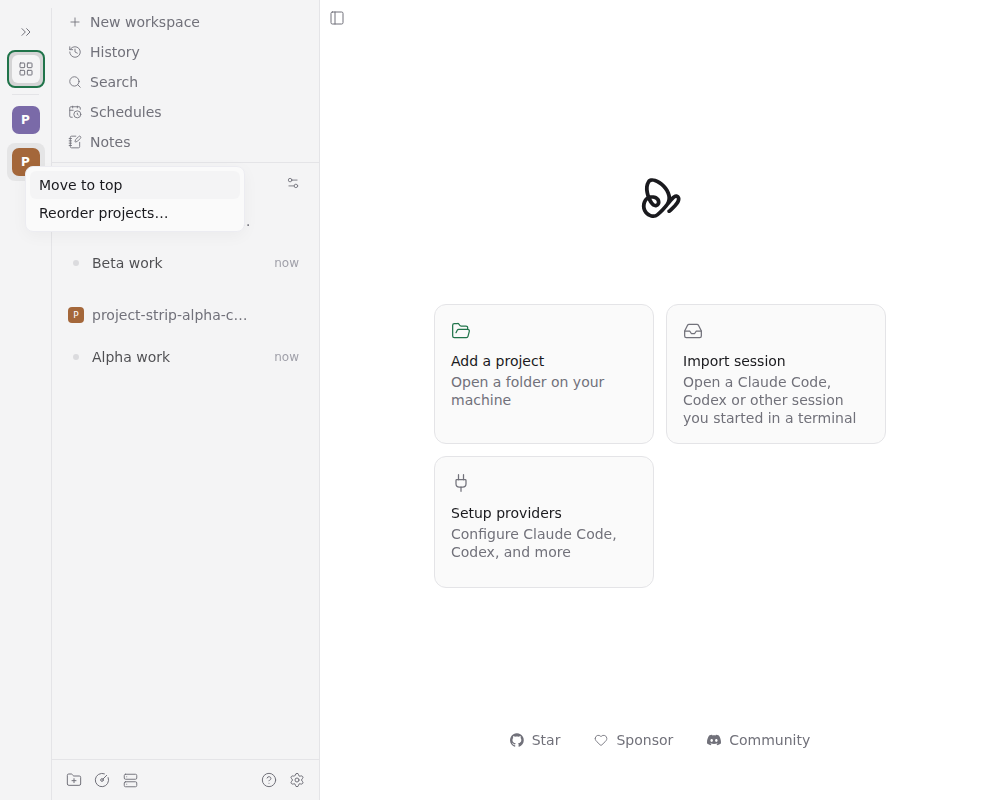 New workspace
History
Search
Schedules
Notes
P
P
Move to top
Reorder projects...
Beta work
now
P
project-strip-alpha-c...
Alpha work
now
Add a project
Open a folder on your
machine
Import session
Open a Claude Code,
Codex or other session
you started in a terminal
Setup providers
Configure Claude Code,
Codex, and more
Star
Sponsor
Community